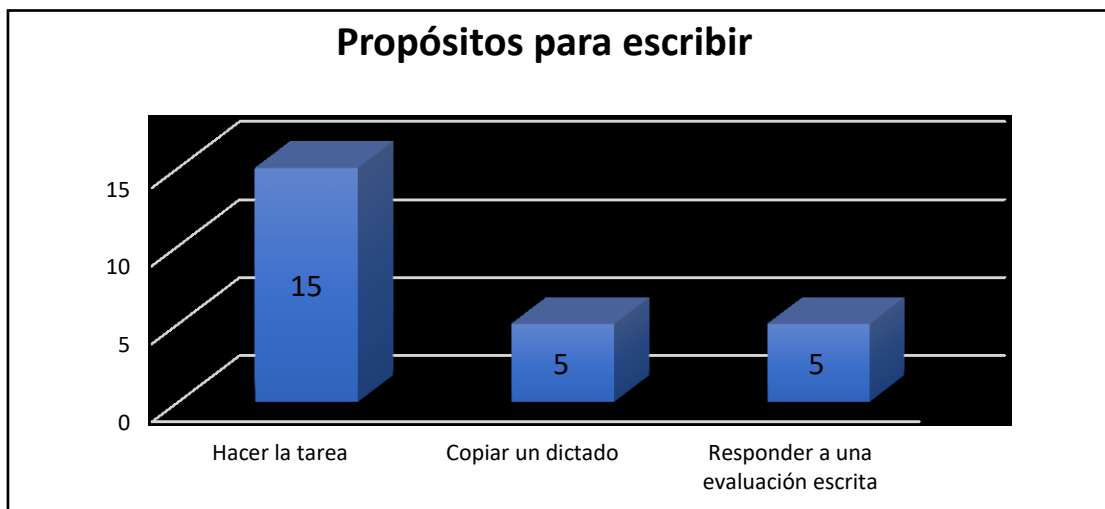 Propósitos para escribir
15
10
5
0
15
5
5
Hacer la tarea
Copiar un dictado
Responder a una
evaluación escrita